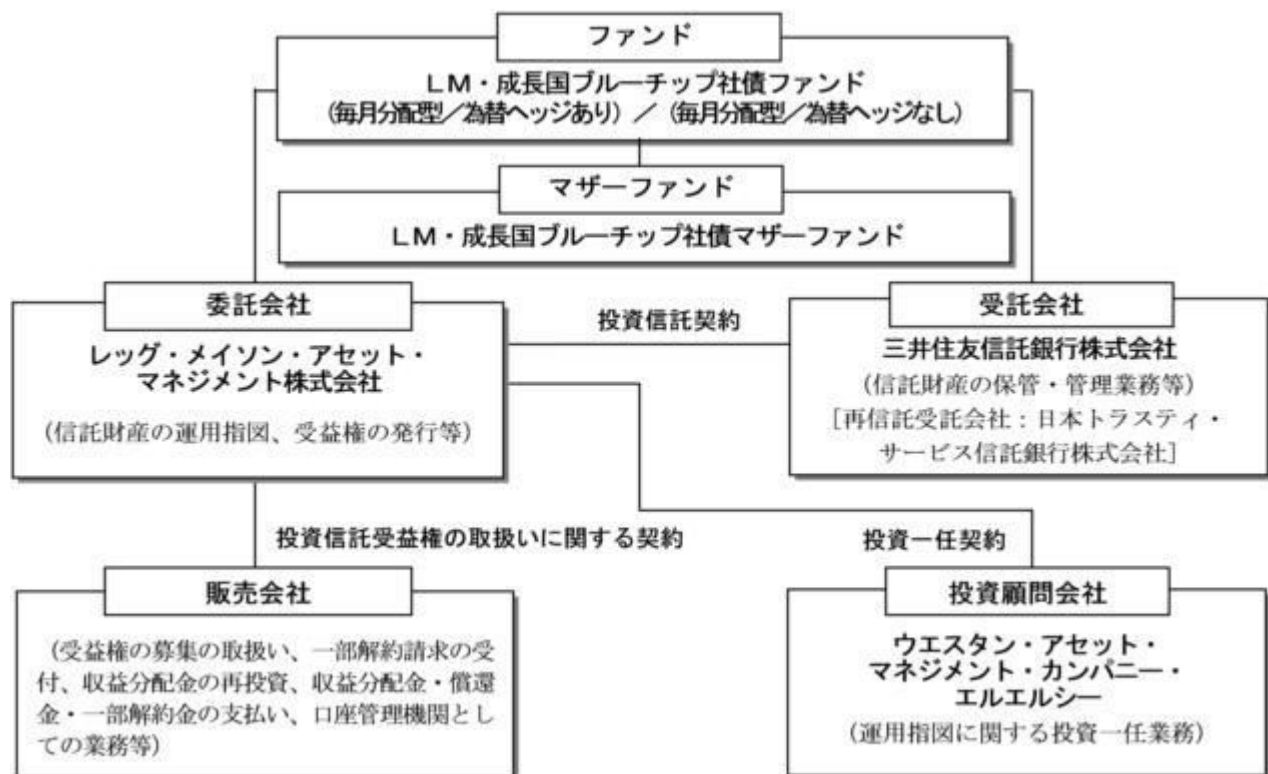 ファンド
LM・成長国ブルーチップ社債ファンド
(毎月分配型/為替ヘッジあり) / (毎月分配型/為替ヘッジなし)
マザーファンド
LM・成長国ブルーチップ社債マザーファンド
委託会社
レッグ・メイソン・アセット・
マネジメント株式会社
(信託財産の運用指図、受益権の発行等)
投資信託契約
受託会社
三井住友信託銀行株式会社
(信託財産の保管・管理業務等)
[再信託受託会社:日本トラスティ・
サービス信託銀行株式会社]
投資信託受益権の取扱いに関する契約
投資一任契約
販売会社
(受益権の募集の取扱い、一部解約請求の受
付、収益分配金の再投資、収益分配金・償還
金・一部解約金の支払い、口座管理機関とし
ての業務等)
投資顧問会社
ウエスタン・アセット・
マネジメント・カンパニー・
エルエルシー
(運用指図に関する投資一任業務)